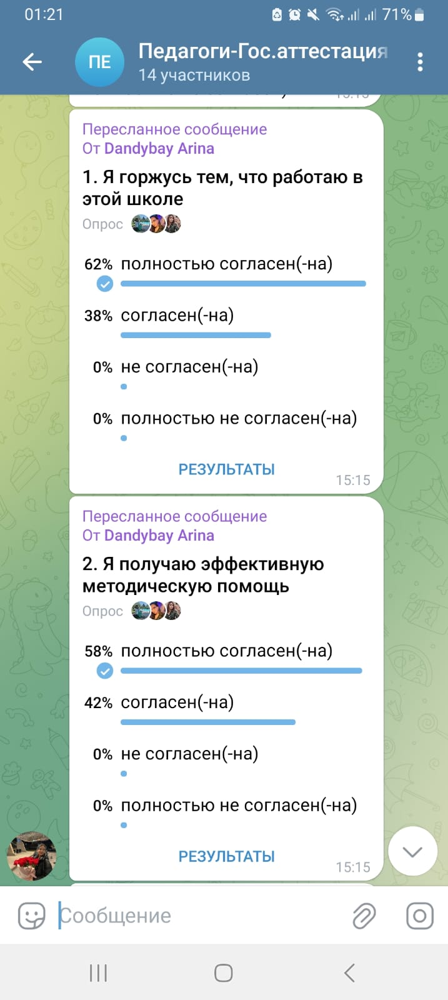 01:21
71%
ПЕ
Педагоги-Гос.аттестация
14 участников
15:15
Пересланное сообщение
От Dandybay Arina
1. Я горжусь тем, что работаю в
этой школе
Опрос
62% полностью согласен(-на)
38% согласен(-на)
0% не согласен(-на)
0% полностью не согласен(-на)
РЕЗУЛЬТАТЫ
15:15
Пересланное сообщение
От Dandybay Arina
2. Я получаю эффективную
методическую помощь
Опрос
58% полностью согласен(-на)
42% согласен(-на)
0% не согласен(-на)
0% полностью не согласен(-на)
РЕЗУЛЬТАТЫ
15:15
Сообщение